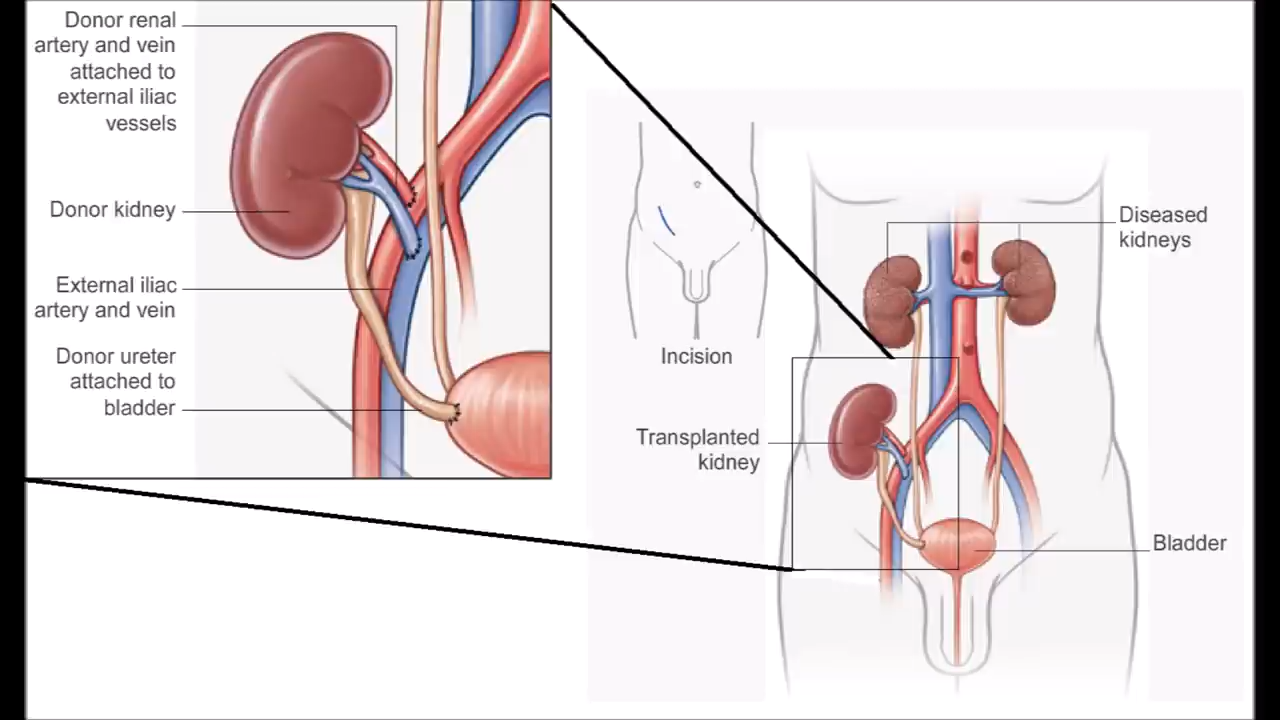 Donor renal
artery and vein
attached to
external iliac
vessels
Donor kidney
External iliac
artery and vein
Donor ureter
attached to
bladder
Incision
Transplanted
kidney
Diseased
kidneys
Bladder